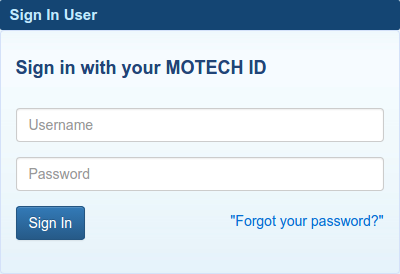 Sign In User
Sign in with your MOTECH ID
Username
Password
Sign In
"Forgot your password?"